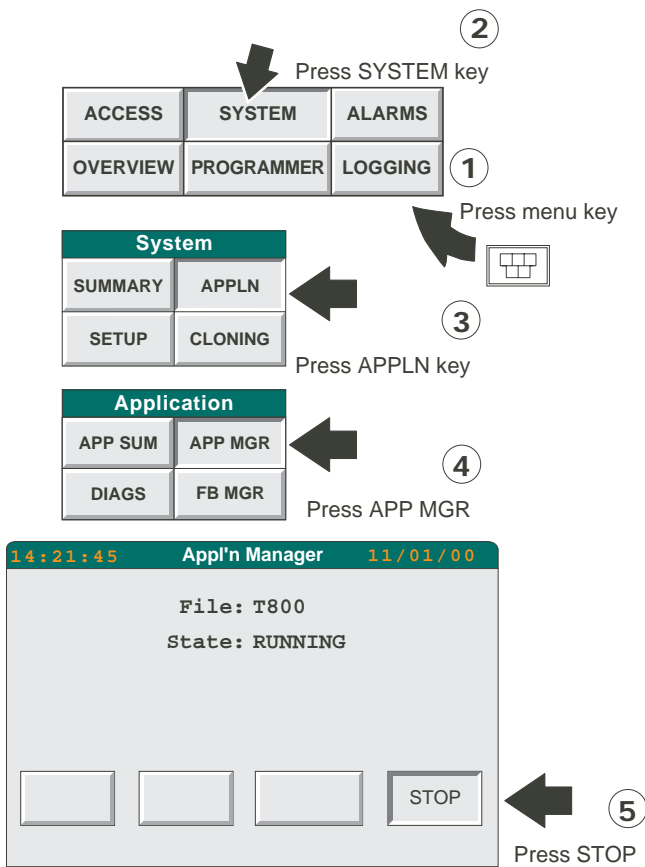 2
Press SYSTEM key
ACCESS SYSTEM ALARMS
OVERVIEW PROGRAMMER LOGGING
1
Press menu key
System
SUMMARY APPLN
SETUP CLONING
3
Press APPLN key
Application
APP SUM APP MGR
DIAGS FB MGR
4
Press APP MGR
14:21:45 Appl'n Manager 11/01/00
File: T800
State: RUNNING
STOP
5
Press STOP